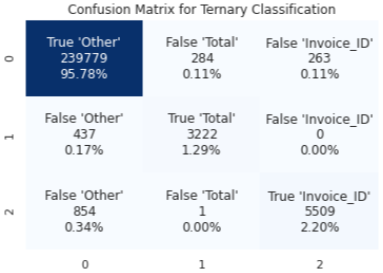 Confusion Matrix for Ternary Classification
0
True 'Other' False 'Total' False 'Invoice_ID'
239779 284 263
95.78% 0.11% 0.11%
1
False 'Other' True 'Total' False 'Invoice_ID'
437 3222 0
0.17% 1.29% 0.00%
2
False 'Other' False 'Total' True 'Invoice_ID'
854 1 5509
0.34% 0.00% 2.20%
0 1 2